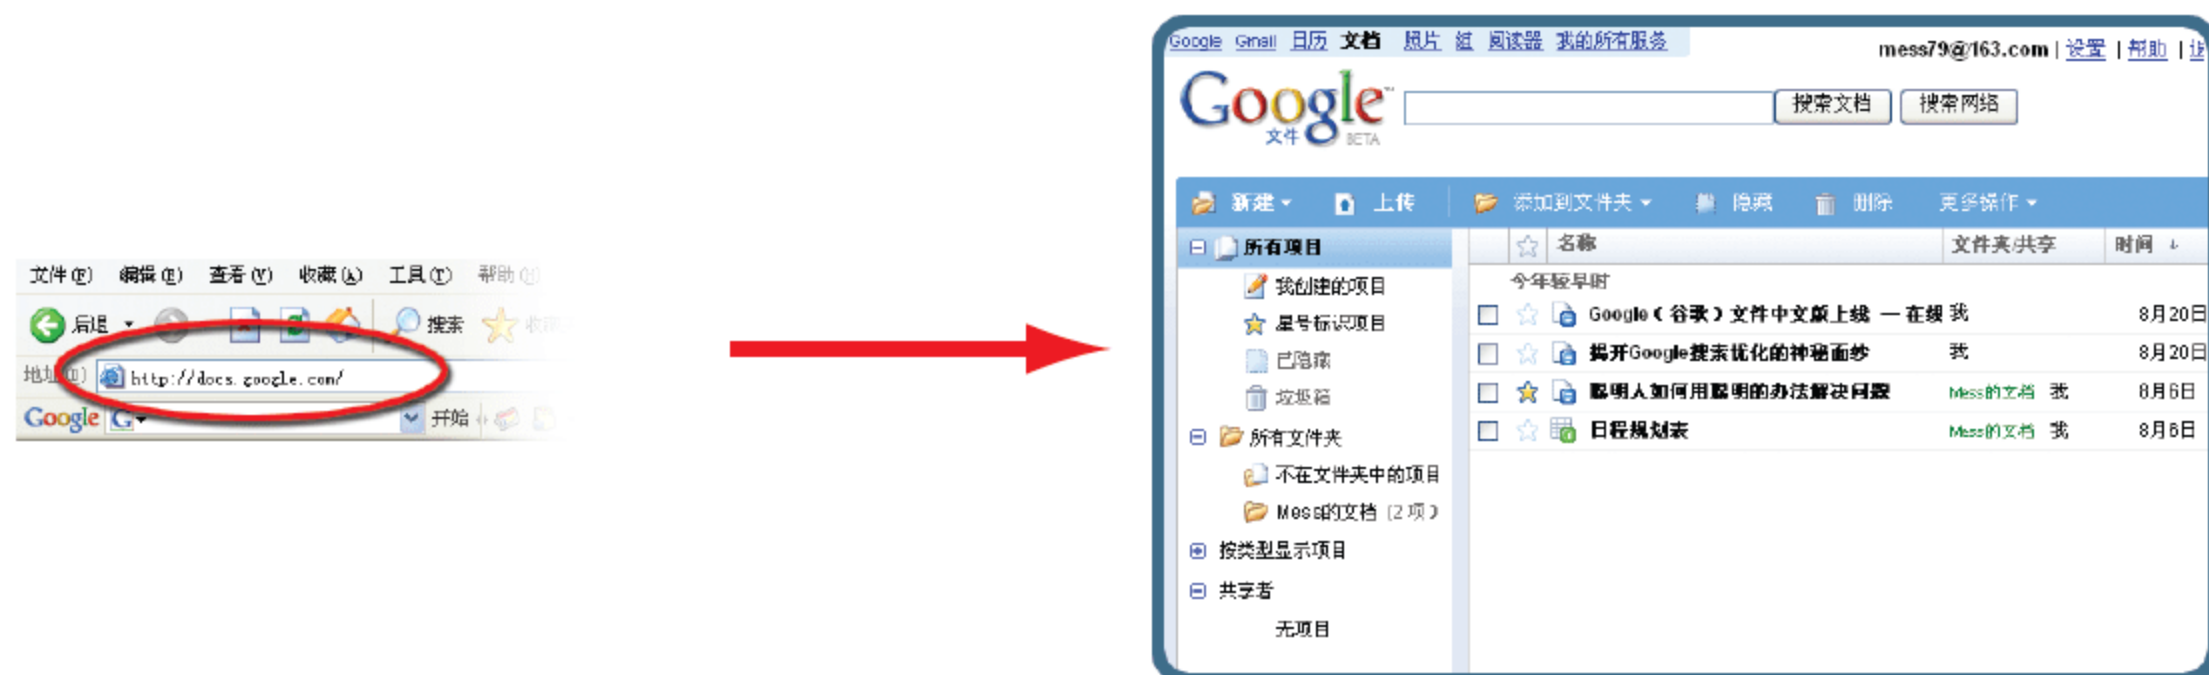 文件(F) 编辑(E) 查看(V) 收藏(A) 工具(T) 帮助(H)
后退 搜索
地址(D) http://docs.google.com/
Google G 开始
Google Gmail 日历 文档 照片 组 阅读器 我的所有服务
mess79@163.com | 设置 | 帮助 |
Google 搜索文档 搜索网络
文件 BETA
新建 上传 添加到文件夹 隐藏 删除 更多操作
所有项目 名称 文件夹/共享 时间
今年较早时
我创建的项目
Google(谷歌)文件中文版上线 — 在线 我 8月20日
星号标识项目
揭开Google搜索优化的神秘面纱 我 8月20日
已隐藏
聪明人如何用聪明的办法解决问题 Mess的文档 我 8月6日
垃圾箱
日程规划表 Mess的文档 我 8月6日
所有文件夹
不在文件夹中的项目
Mess的文档 (2 项)
按类型显示项目
共享者
无项目